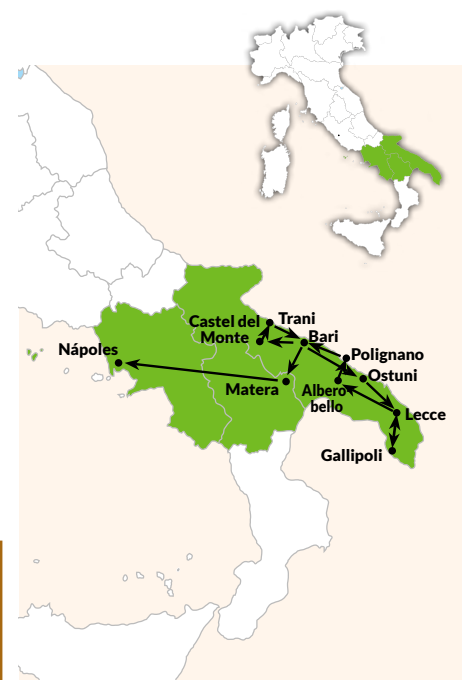 Trani
Castel del
Monte
Bari
Nápoles
Polignano
Ostuni
Matera
Albero
bello
Lecce
Gallipoli